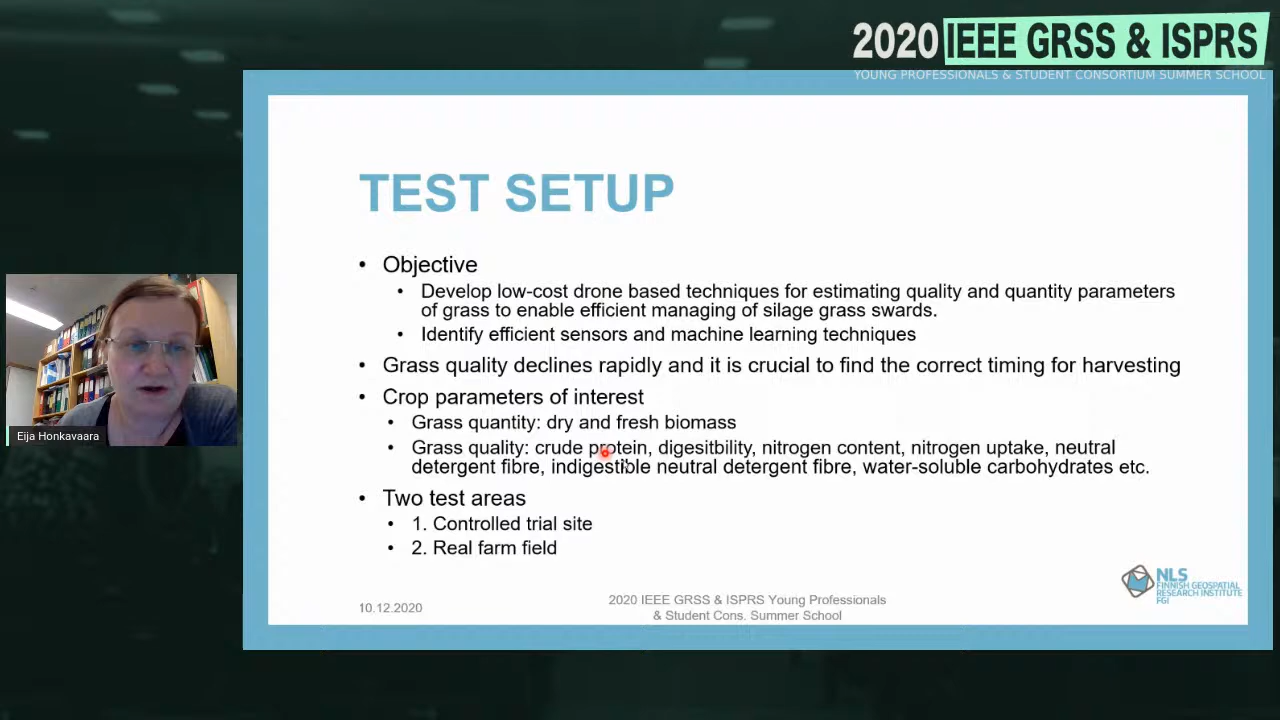 2020 IEEE GRSS & ISPRS
YOUNG PROFESSIONALS & STUDENT CONSORTIUM SUMMER SCHOOL
TEST SETUP
• Objective
• Develop low-cost drone based techniques for estimating quality and quantity parameters
of grass to enable efficient managing of silage grass swards.
• Identify efficient sensors and machine learning techniques
• Grass quality declines rapidly and it is crucial to find the correct timing for harvesting
• Crop parameters of interest
• Grass quantity: dry and fresh biomass
• Grass quality: crude protein, digesitbility, nitrogen content, nitrogen uptake, neutral
detergent fibre, indigestible neutral detergent fibre, water-soluble carbohydrates etc.
• Two test areas
• 1. Controlled trial site
• 2. Real farm field
Eija Honkavaara
10.12.2020
2020 IEEE GRSS & ISPRS Young Professionals
& Student Cons. Summer School
NLS
FINNISH GEOSPATIAL
RESEARCH INSTITUTE
FGI